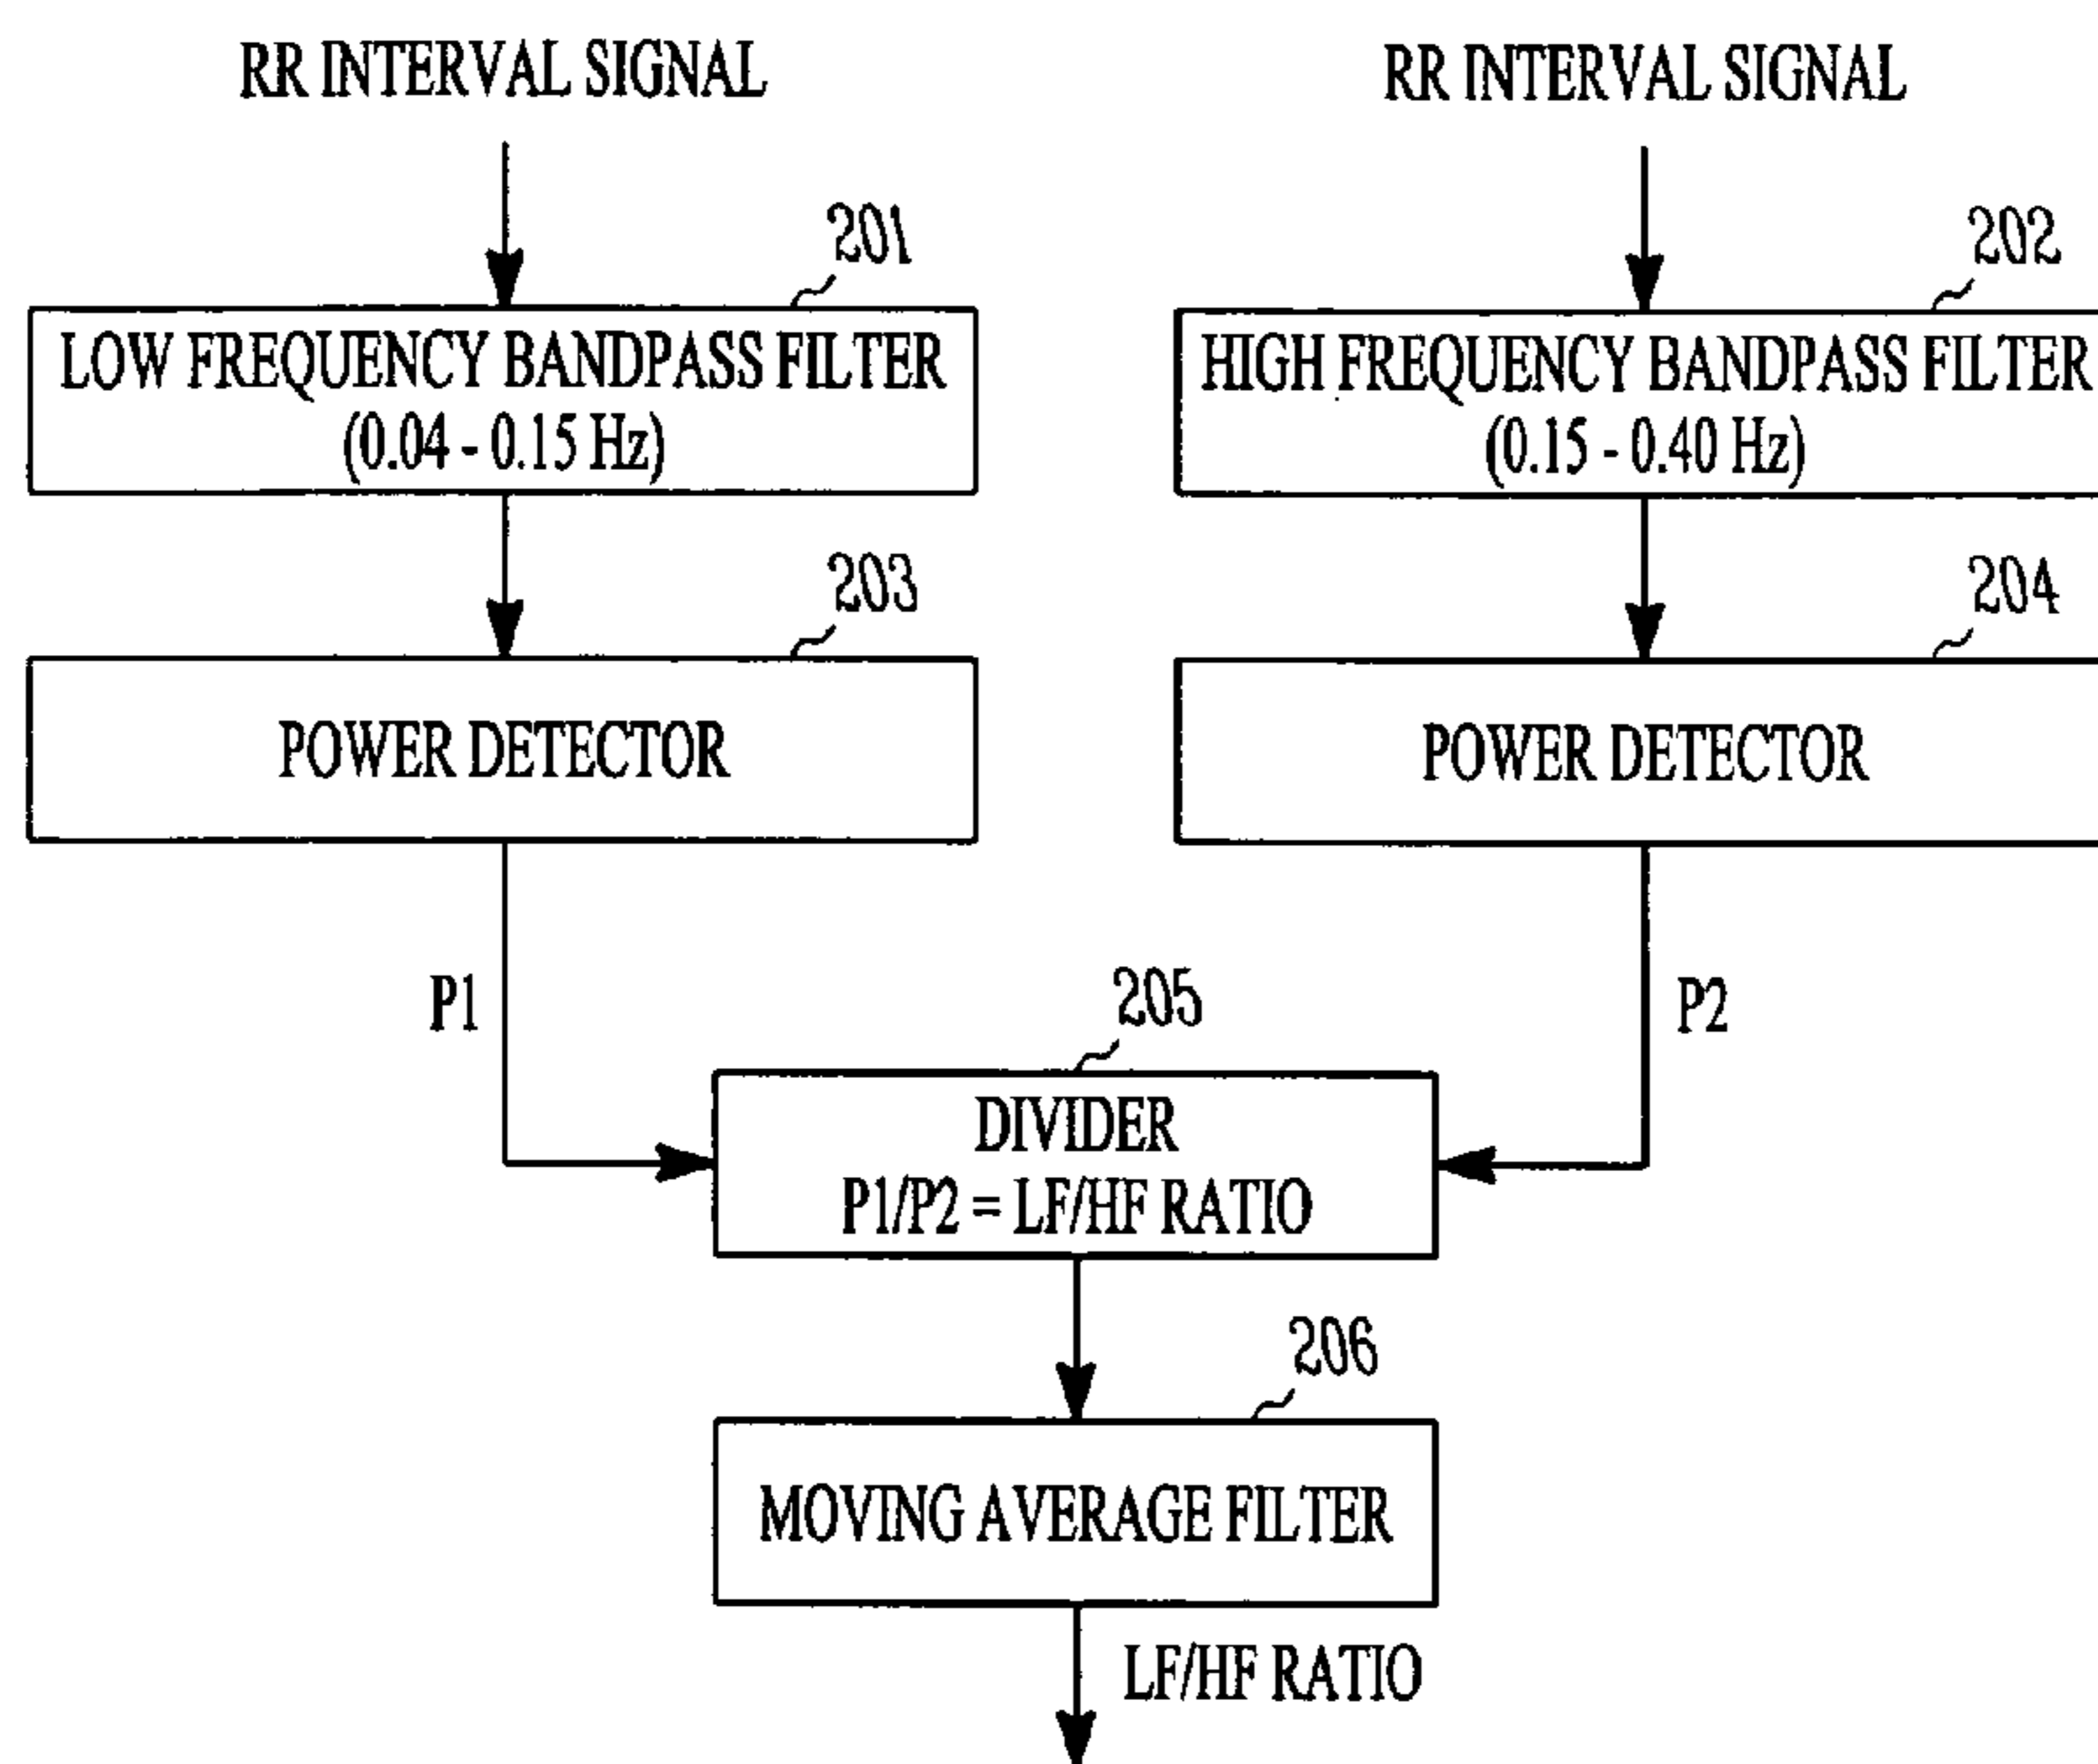 RR INTERVAL SIGNAL
RR INTERVAL SIGNAL
201
202
LOW FREQUENCY BANDPASS FILTER
(0.04 - 0.15 Hz)
HIGH FREQUENCY BANDPASS FILTER
(0.15 - 0.40 Hz)
203
204
POWER DETECTOR
POWER DETECTOR
P1
P2
205
DIVIDER
P1/P2 = LF/HF RATIO
206
MOVING AVERAGE FILTER
LF/HF RATIO